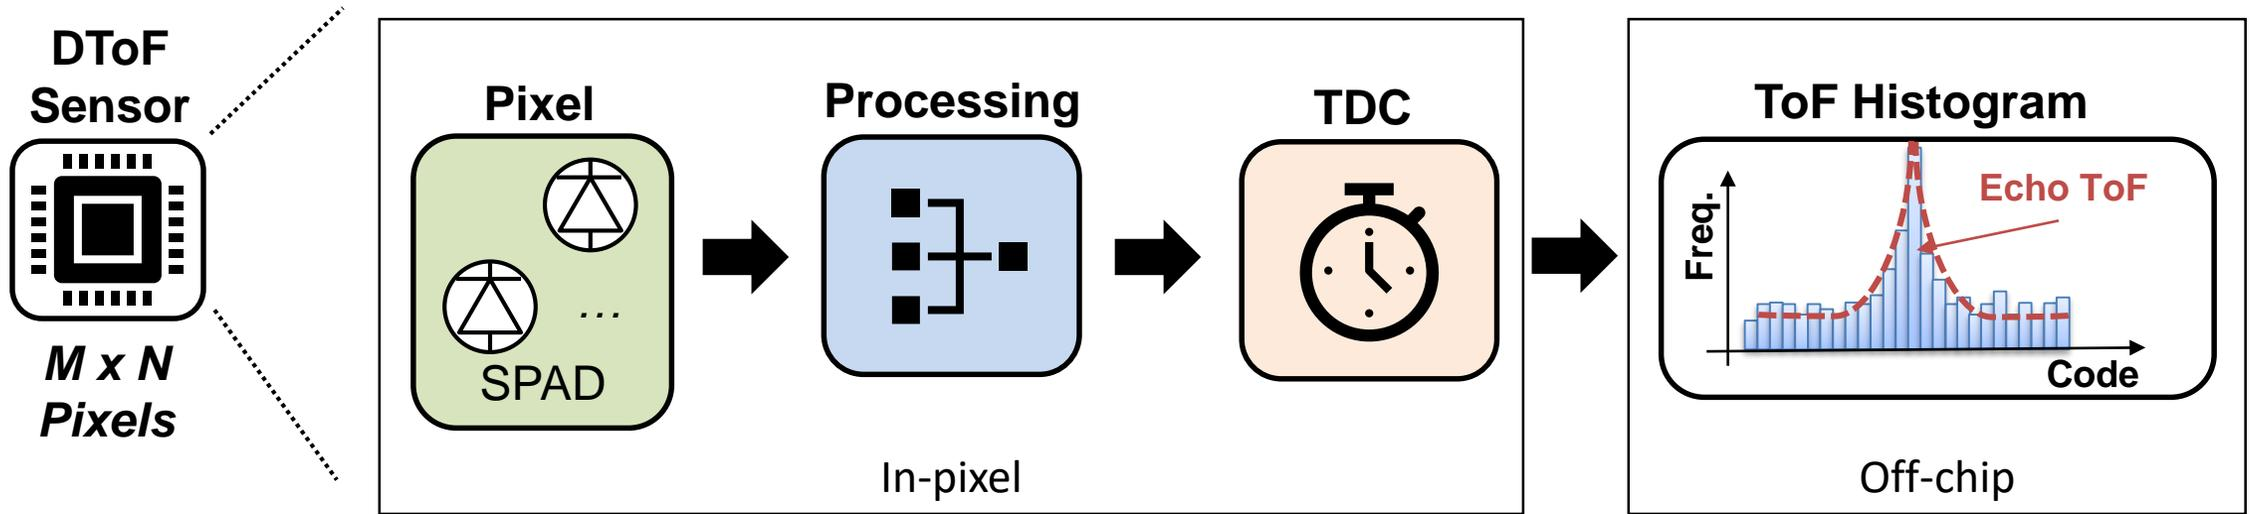 DToF
Sensor
M x N
Pixels
Pixel
...
SPAD
Processing
TDC
In-pixel
ToF Histogram
Echo ToF
Freq.
Code
Off-chip